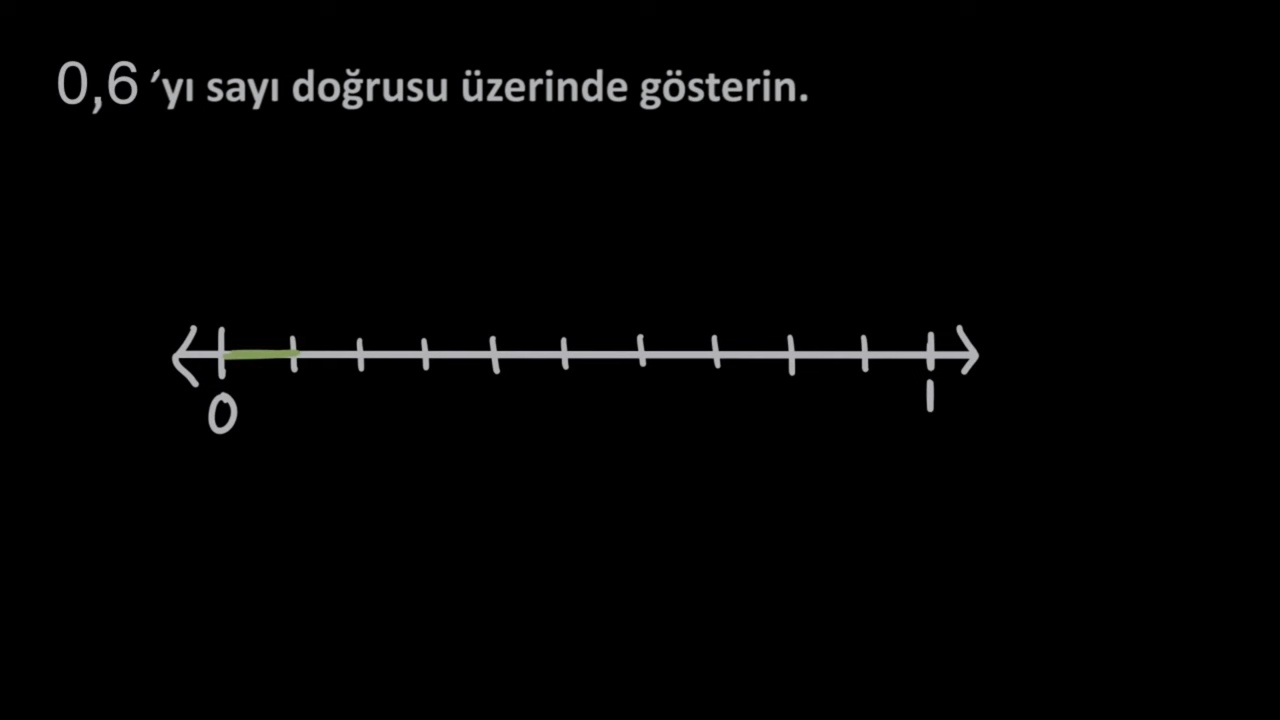 0,6 'yı sayı doğrusu üzerinde gösterin.
0 1